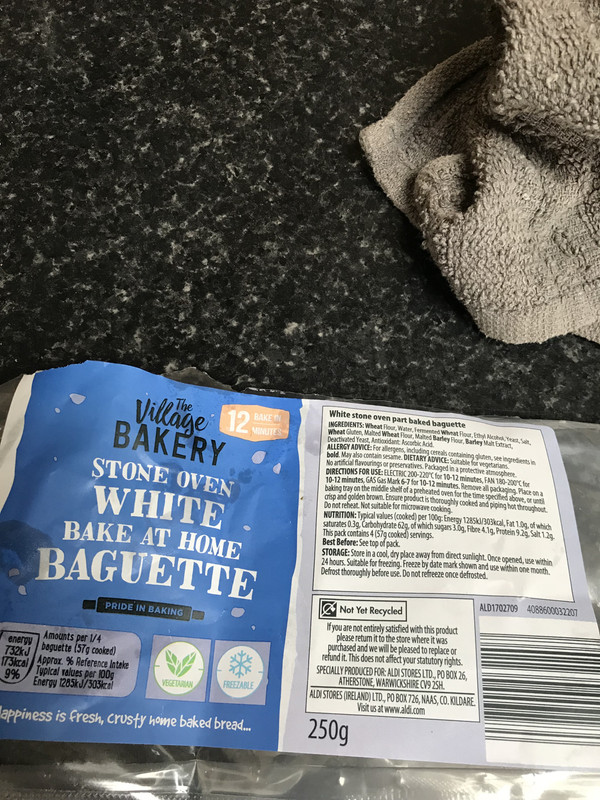 The
Village
BAKERY
12 BAKE IN
MINUTES
STONE OVEN
WHITE
BAKE AT HOME
BAGUETTE
PRIDE IN BAKING
energy
732kJ
173kcal
9%
Amounts per 1/4
baguette (57g cooked)
Approx. % Reference Intake
Typical values per 100g
Energy 1285kJ/303kcal
VEGETARIAN
FREEZABLE
appiness is fresh, crusty home baked bread...
White stone oven part baked baguette
INGREDIENTS: Wheat Flour, Water, Fermented Wheat Flour, Ethyl Alcohol, Yeast, Salt,
Wheat Gluten, Malted Wheat Flour, Malted Barley Flour, Barley Malt Extract,
Deactivated Yeast, Antioxidant: Ascorbic Acid.
ALLERGY ADVICE: For allergens, including cereals containing gluten, see ingredients in
bold. May also contain sesame. DIETARY ADVICE: Suitable for vegetarians.
No artificial flavourings or preservatives. Packaged in a protective atmosphere.
DIRECTIONS FOR USE: ELECTRIC 200-220°C for 10-12 minutes, FAN 180-200°C for
10-12 minutes, GAS Gas Mark 6-7 for 10-12 minutes. Remove all packaging. Place on a
baking tray on the middle shelf of a preheated oven for the time specified above, or until
crisp and golden brown. Ensure product is thoroughly cooked and piping hot throughout.
Do not reheat. Not suitable for microwave cooking.
NUTRITION: Typical values (cooked) per 100g: Energy 1285kJ/303kcal, Fat 1.0g, of which
saturates 0.3g, Carbohydrate 62g, of which sugars 3.0g, Fibre 4.1g, Protein 9.2g, Salt 1.2g.
This pack contains 4 (57g cooked) servings.
Best Before: See top of pack.
STORAGE: Store in a cool, dry place away from direct sunlight. Once opened, use within
24 hours. Suitable for freezing. Freeze by date mark shown and use within one month.
Defrost thoroughly before use. Do not refreeze once defrosted.
Not Yet Recycled
If you are not entirely satisfied with this product
please return it to the store where it was
purchased and we will be pleased to replace or
refund it. This does not affect your statutory rights.
SPECIALLY PRODUCED FOR: ALDI STORES LTD., PO BOX 26,
ATHERSTONE, WARWICKSHIRE CV9 2SH.
ALDI STORES (IRELAND) LTD., PO BOX 726, NAAS, CO. KILDARE.
Visit us at www.aldi.com
250g
ALD1702709 4088600032207